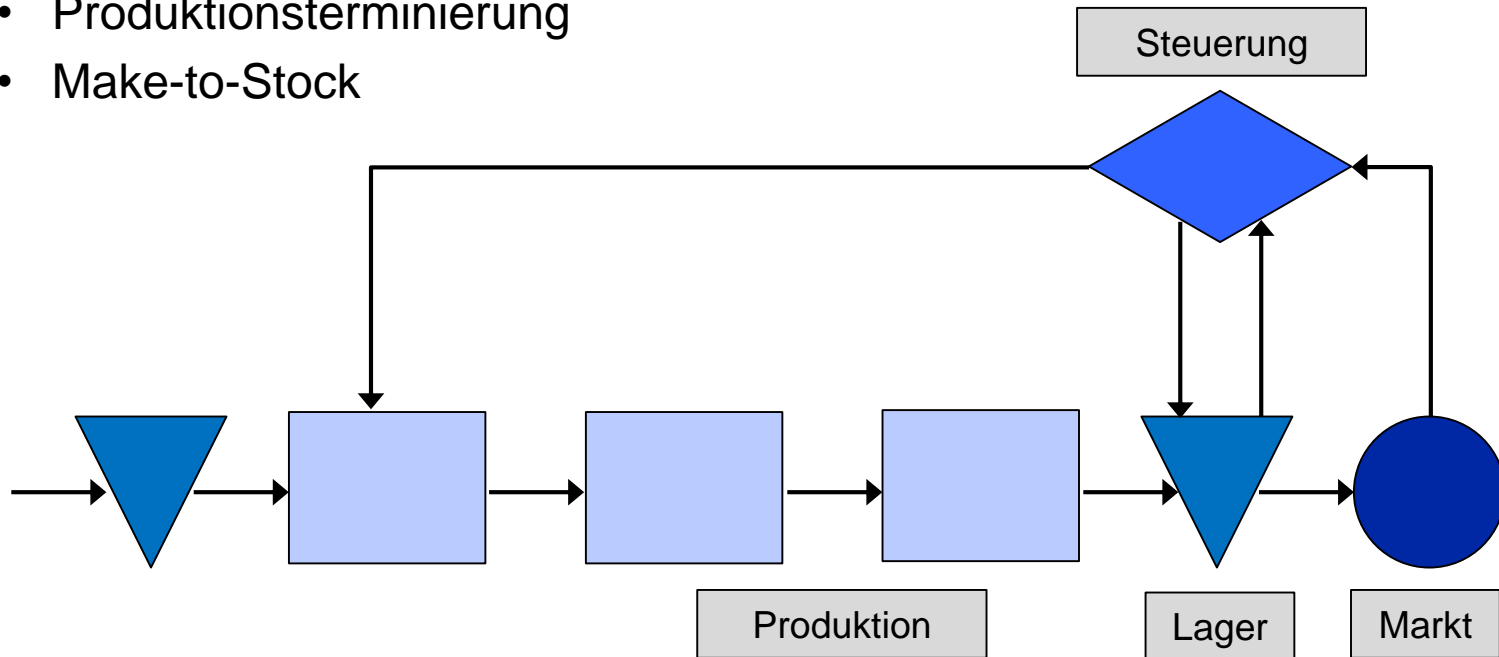 • Produktionsterminierung
• Make-to-Stock
Steuerung
Produktion
Lager
Markt